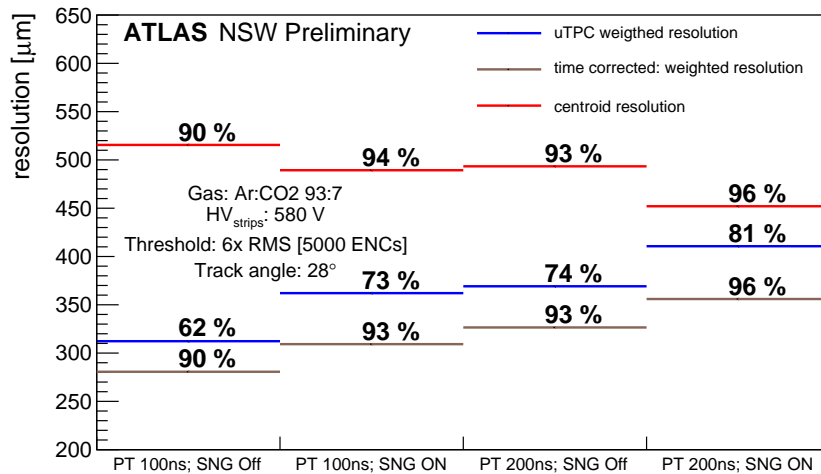 ATLAS NSW Preliminary
uTPC weigthed resolution
time corrected: weighted resolution
centroid resolution
resolution [μm]
650
600
550
500
450
400
350
300
250
200
90 %
94 %
93 %
96 %
Gas: Ar:CO2 93:7
HVstrips: 580 V
Threshold: 6x RMS [5000 ENCs]
Track angle: 28°
62 %
73 %
74 %
81 %
90 %
93 %
93 %
96 %
PT 100ns; SNG Off
PT 100ns; SNG ON
PT 200ns; SNG Off
PT 200ns; SNG ON